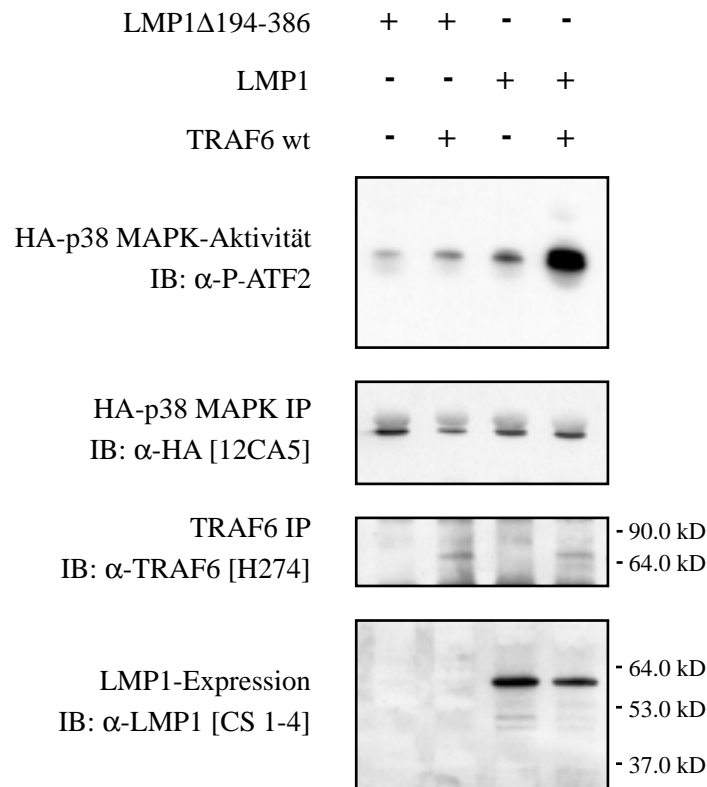 LMP1Δ194-386 + + - -
LMP1 - - + +
TRAF6 wt - + - +
HA-p38 MAPK-Aktivität
IB: α-P-ATF2
HA-p38 MAPK IP
IB: α-HA [12CA5]
TRAF6 IP
IB: α-TRAF6 [H274]
- 90.0 kD
- 64.0 kD
LMP1-Expression
IB: α-LMP1 [CS 1-4]
- 64.0 kD
- 53.0 kD
- 37.0 kD